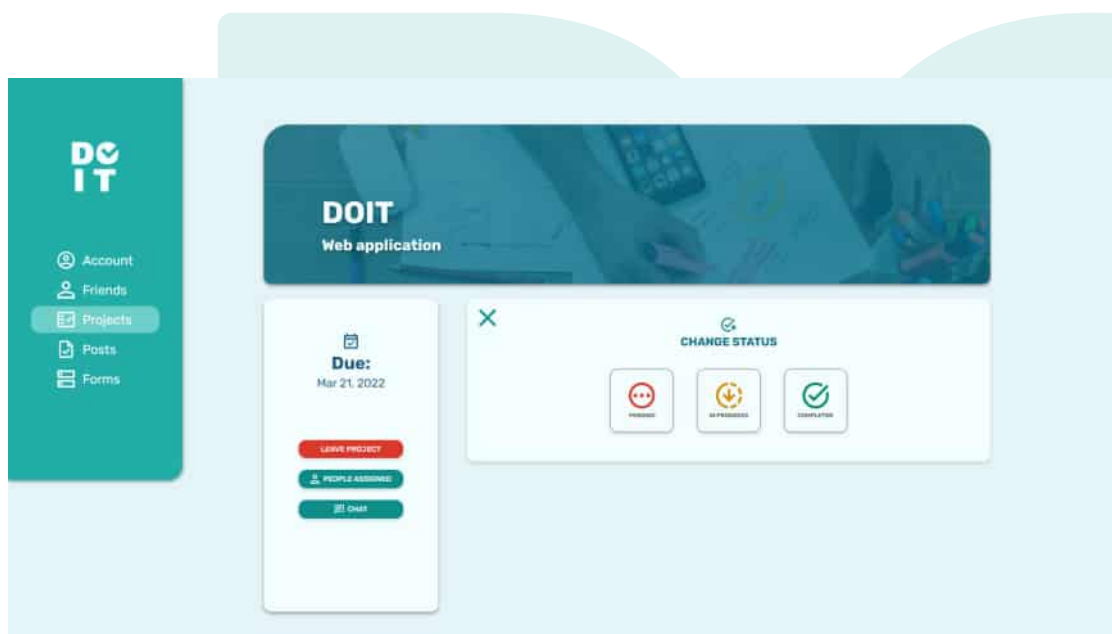 DO
IT
Account
Friends
Projects
Posts
Forms
DOIT
Web application
Due:
Mar 21, 2022
LEAVE PROJECT
PEOPLE ASSIGNED
CHAT
CHANGE STATUS
PENDING
IN PROGRESS
COMPLETED